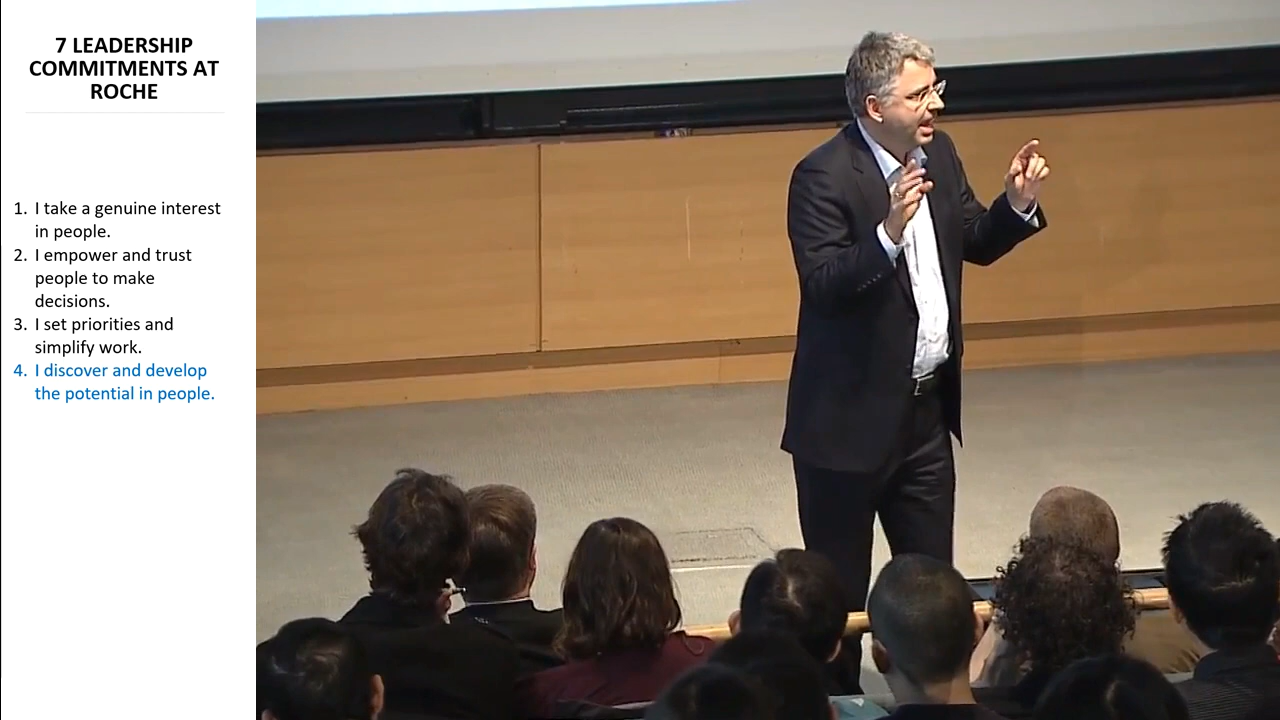 7 LEADERSHIP
COMMITMENTS AT
ROCHE
1. I take a genuine interest
in people.
2. I empower and trust
people to make
decisions.
3. I set priorities and
simplify work.
4. I discover and develop
the potential in people.